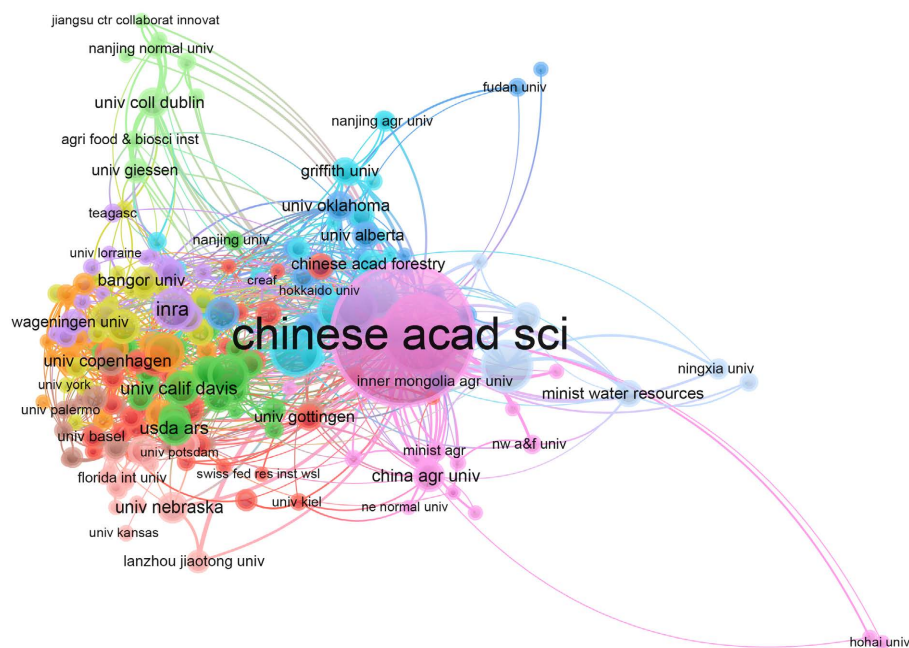 jiangsu ctr collaborat innovat
nanjing normal univ
fudan univ
univ coll dublin
nanjing agr univ
agri food & biosci inst
univ giessen
griffith univ
teagasc
univ oklahoma
univ alberta
nanjing univ
univ lorraine
chinese acad forestry
bangor univ
creaf
hokkaido univ
inra
wageningen univ
chinese acad sci
univ copenhagen
ningxia univ
univ york
univ calif davis
inner mongolia agr univ
minist water resources
univ palermo
univ gottingen
usda ars
univ basel
nw a&f univ
univ potsdam
minist agr
florida int univ
swiss fed res inst wsl
china agr univ
univ nebraska
univ kiel
ne normal univ
univ kansas
lanzhou jiaotong univ
hohai univ